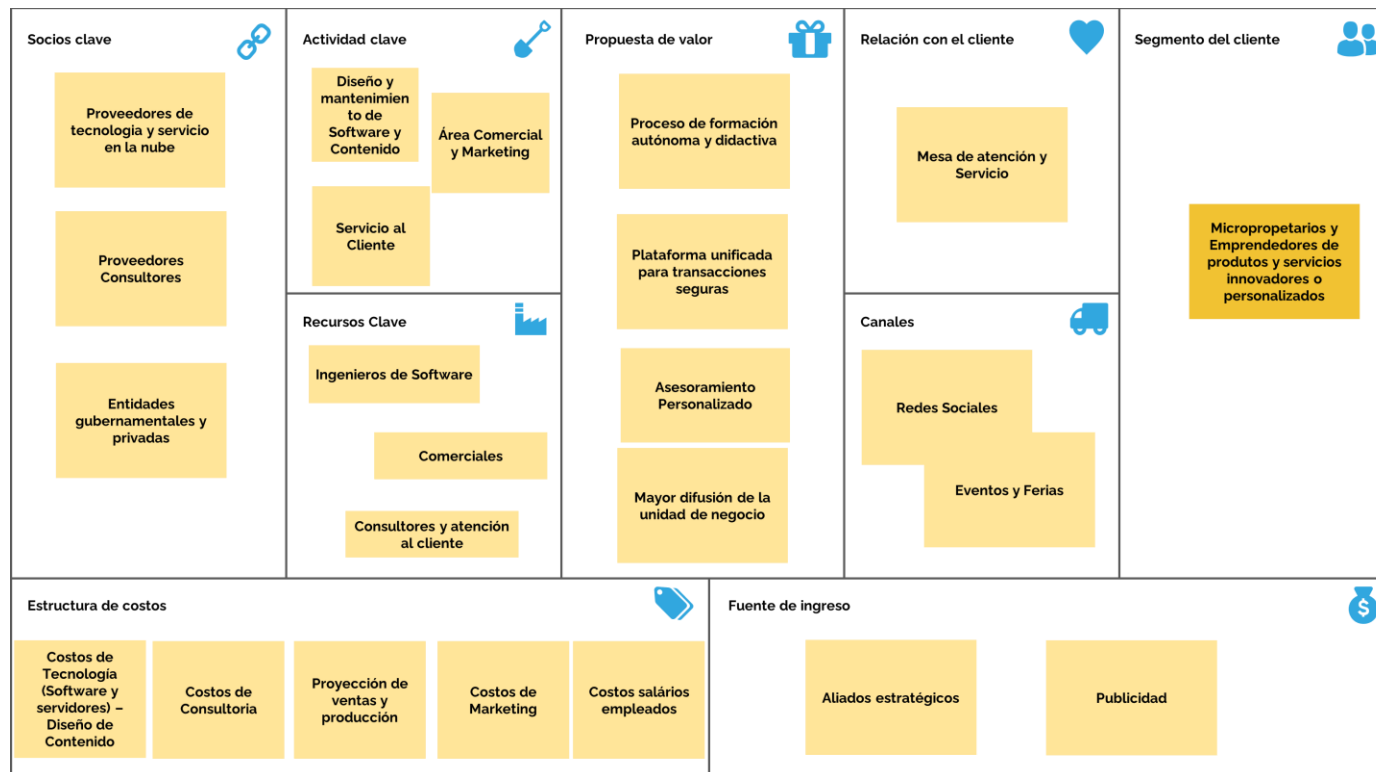 Socios clave
Proveedores de
tecnologia y servicio
en la nube
Proveedores
Consultores
Entidades
gubernamentales y
privadas
Actividad clave
Diseño y
mantenimien
to de
Software y
Contenido
Área Comercial
y Marketing
Servicio al
Cliente
Recursos Clave
Ingenieros de Software
Comerciales
Consultores y atención
al cliente
Propuesta de valor
Proceso de formación
autónoma y didactiva
Plataforma unificada
para transacciones
seguras
Asesoramiento
Personalizado
Mayor difusión de la
unidad de negocio
Relación con el cliente
Mesa de atención y
Servicio
Canales
Redes Sociales
Eventos y Ferias
Segmento del cliente
Micropropetarios y
Emprendedores de
produtos y servicios
innovadores o
personalizados
Estructura de costos
Costos de
Tecnología
(Software y
servidores) –
Diseño de
Contenido
Costos de
Consultoria
Proyección de
ventas y
producción
Costos de
Marketing
Costos salários
empleados
Fuente de ingreso
$
Aliados estratégicos
Publicidad